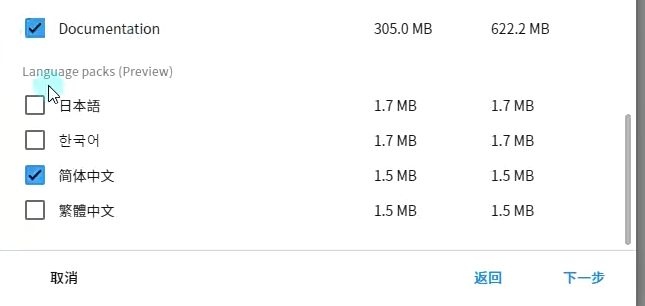 Documentation 305.0 MB 622.2 MB
Language packs (Preview)
日本語 1.7 MB 1.7 MB
한국어 1.7 MB 1.7 MB
简体中文 1.5 MB 1.5 MB
繁體中文 1.5 MB 1.5 MB
取消 返回 下一步